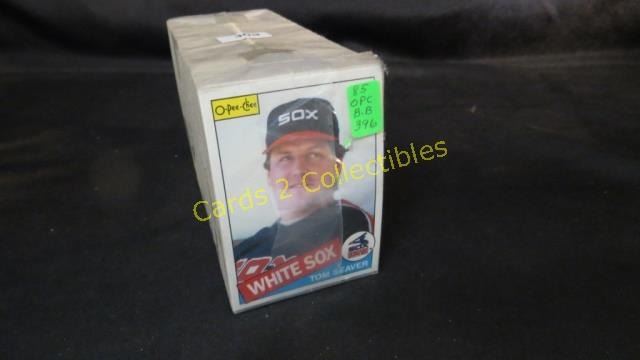 O-Pee-Chee
SOX
85
OPC
B.B
396
Cards 2 Collectibles
WHITE SOX
TOM SEAVER